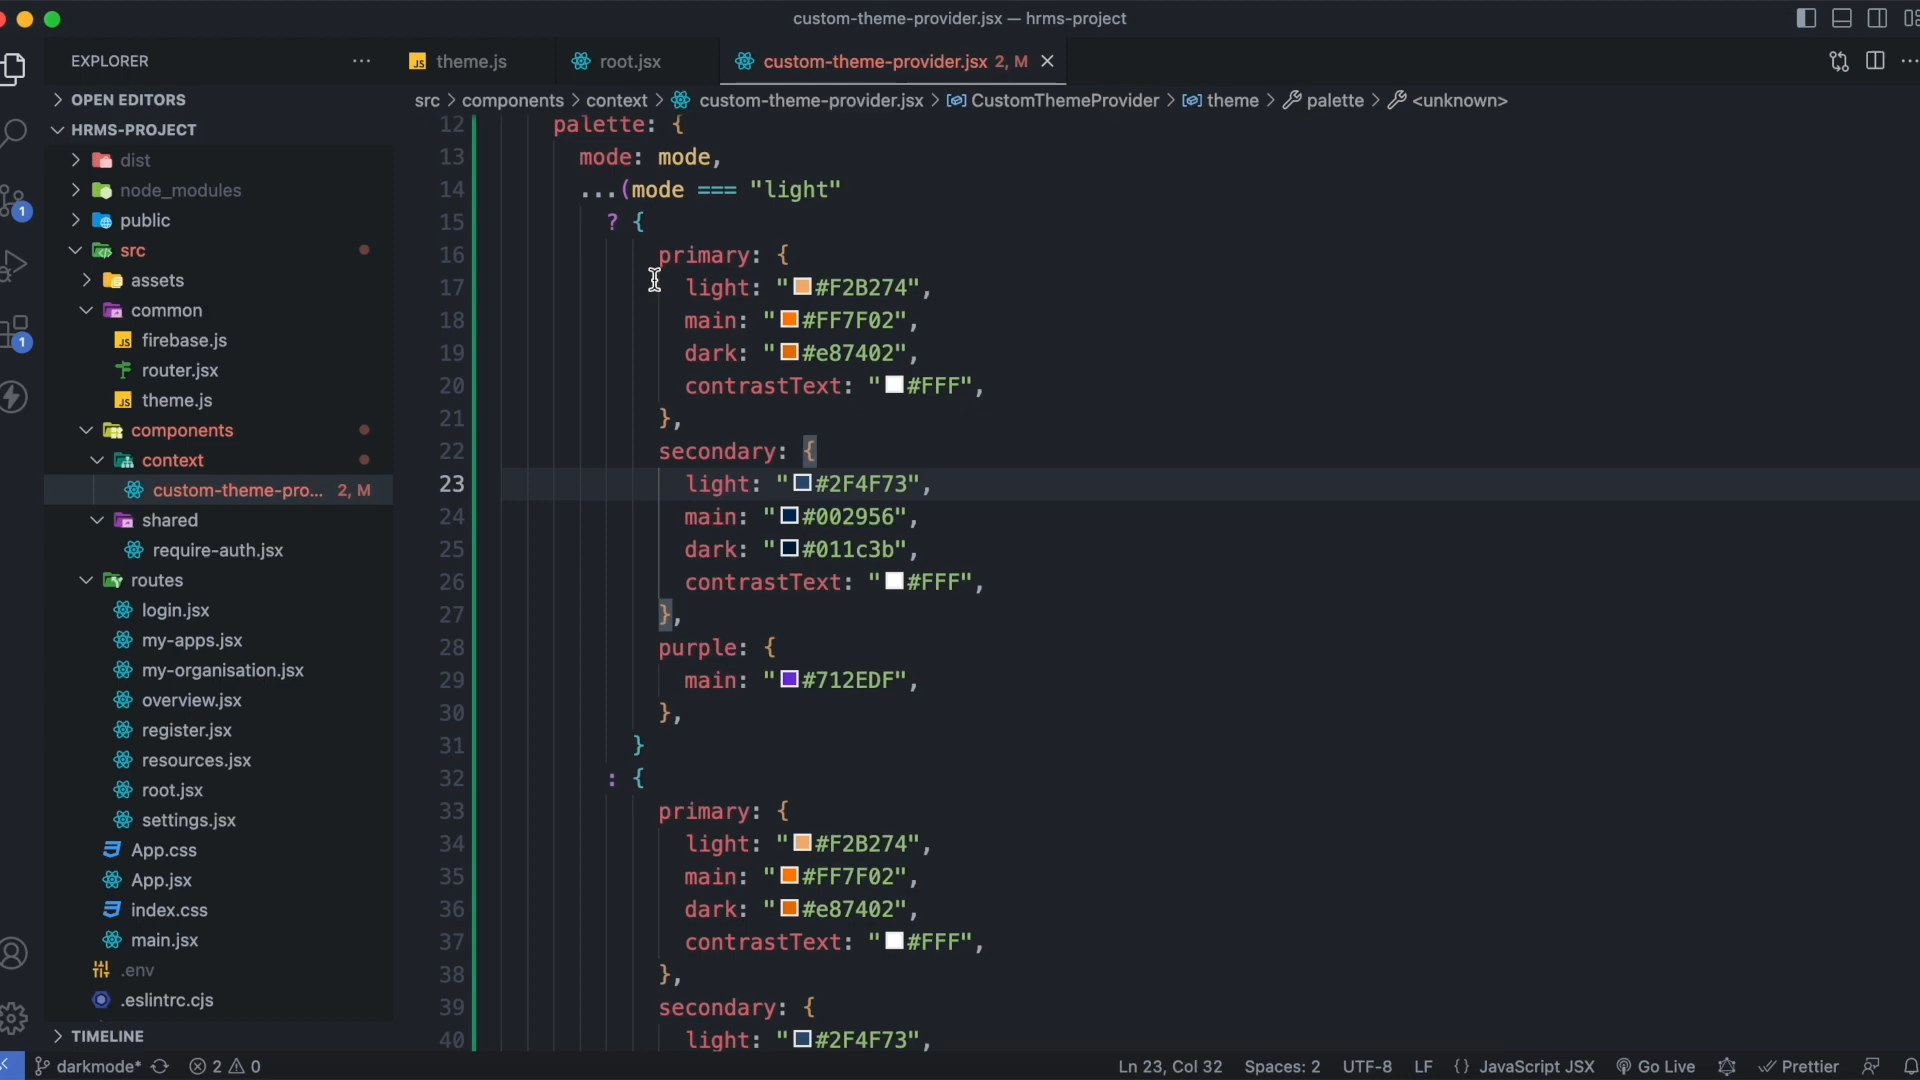 custom-theme-provider.jsx — hrms-project
EXPLORER
theme.js
root.jsx
custom-theme-provider.jsx 2, M
OPEN EDITORS
HRMS-PROJECT
dist
node_modules
public
src
assets
common
firebase.js
router.jsx
theme.js
components
context
custom-theme-pro... 2, M
shared
require-auth.jsx
routes
login.jsx
my-apps.jsx
my-organisation.jsx
overview.jsx
register.jsx
resources.jsx
root.jsx
settings.jsx
App.css
App.jsx
index.css
main.jsx
.env
.eslintrc.cjs
TIMELINE
1
1
src > components > context > custom-theme-provider.jsx > CustomThemeProvider > theme > palette > <unknown>
12 palette: {
13 mode: mode,
14 ...(mode === "light"
15 ? {
16 primary: {
17 light: "#F2B274",
18 main: "#FF7F02",
19 dark: "#e87402",
20 contrastText: "#FFF",
21 },
22 secondary: {
23 light: "#2F4F73",
24 main: "#002956",
25 dark: "#011c3b",
26 contrastText: "#FFF",
27 },
28 purple: {
29 main: "#712EDF",
30 },
31 }
32 : {
33 primary: {
34 light: "#F2B274",
35 main: "#FF7F02",
36 dark: "#e87402",
37 contrastText: "#FFF",
38 },
39 secondary: {
40 light: "#2F4F73",
darkmode* 2 0
Ln 23, Col 32 Spaces: 2 UTF-8 LF {} JavaScript JSX Go Live Prettier